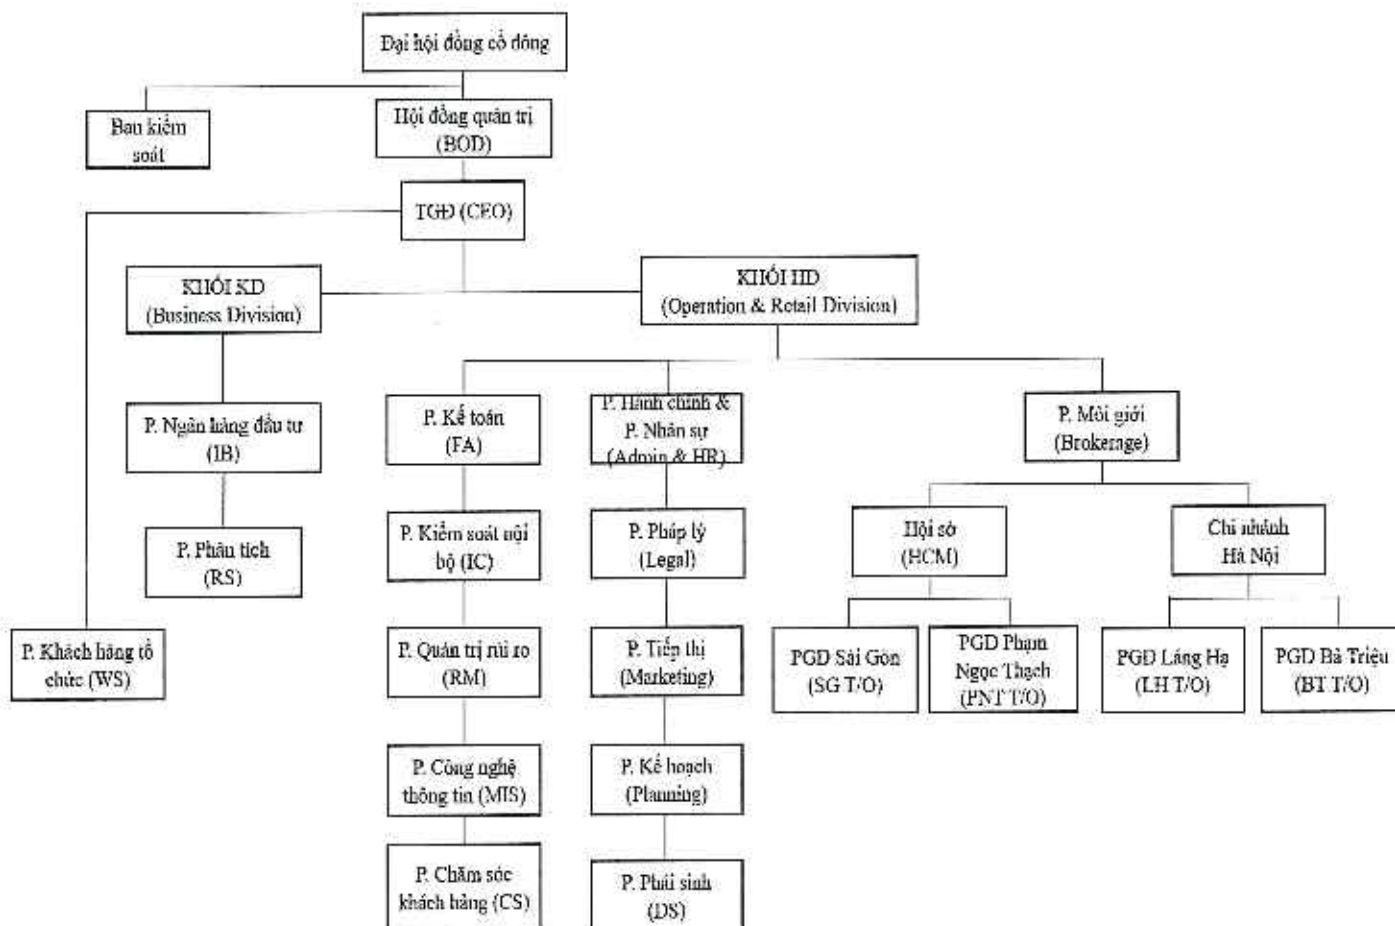 Đại hội đồng cổ đông
Ban kiểm
soát
Hội đồng quản trị
(BOD)
TGĐ (CEO)
KHỐI KD
(Business Division)
KHỐI HD
(Operation & Retail Division)
P. Ngân hàng đầu tư
(IB)
P. Kế toán
(FA)
P. Hành chính &
P. Nhân sự
(Admin & HR)
P. Môi giới
(Brokerage)
P. Phân tích
(RS)
P. Kiểm soát nội
bộ (IC)
P. Pháp lý
(Legal)
Hội sở
(HCM)
Chi nhánh
Hà Nội
P. Khách hàng tổ
chức (WS)
P. Quản trị rủi ro
(RM)
P. Tiếp thị
(Marketing)
PGD Sài Gòn
(SG T/O)
PGD Phạm
Ngọc Thạch
(PNT T/O)
PGD Láng Hạ
(LH T/O)
PGD Bà Triệu
(BT T/O)
P. Công nghệ
thông tin (MIS)
P. Kế hoạch
(Planning)
P. Chăm sóc
khách hàng (CS)
P. Phái sinh
(DS)